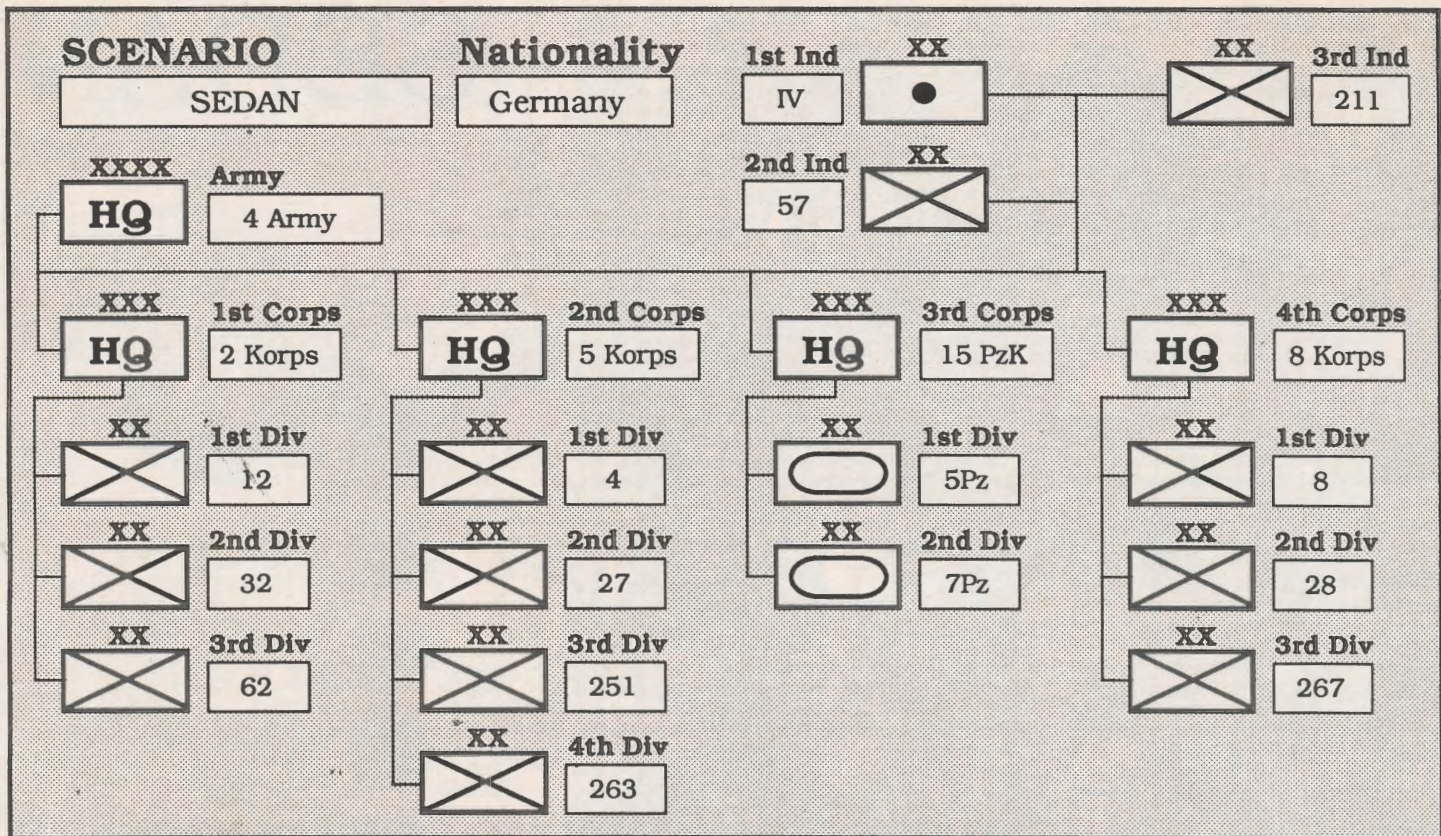 SCENARIO Nationality
SEDAN Germany
1st Ind XX
IV
XX 3rd Ind
211
2nd Ind XX
57
XXXX Army
HQ 4 Army
XXX 1st Corps
HQ 2 Korps
XXX 2nd Corps
HQ 5 Korps
XXX 3rd Corps
HQ 15 PzK
XXX 4th Corps
HQ 8 Korps
XX 1st Div
12
XX 2nd Div
32
XX 3rd Div
62
XX 1st Div
4
XX 2nd Div
27
XX 3rd Div
251
XX 4th Div
263
XX 1st Div
5Pz
XX 2nd Div
7Pz
XX 1st Div
8
XX 2nd Div
28
XX 3rd Div
267